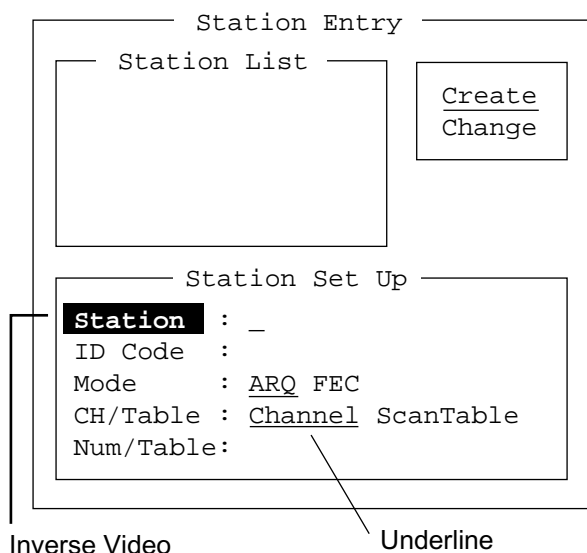 Station Entry
Station List
Create
Change
Station Set Up
Station : _
ID Code :
Mode : ARQ FEC
CH/Table : Channel ScanTable
Num/Table:
Inverse Video
Underline